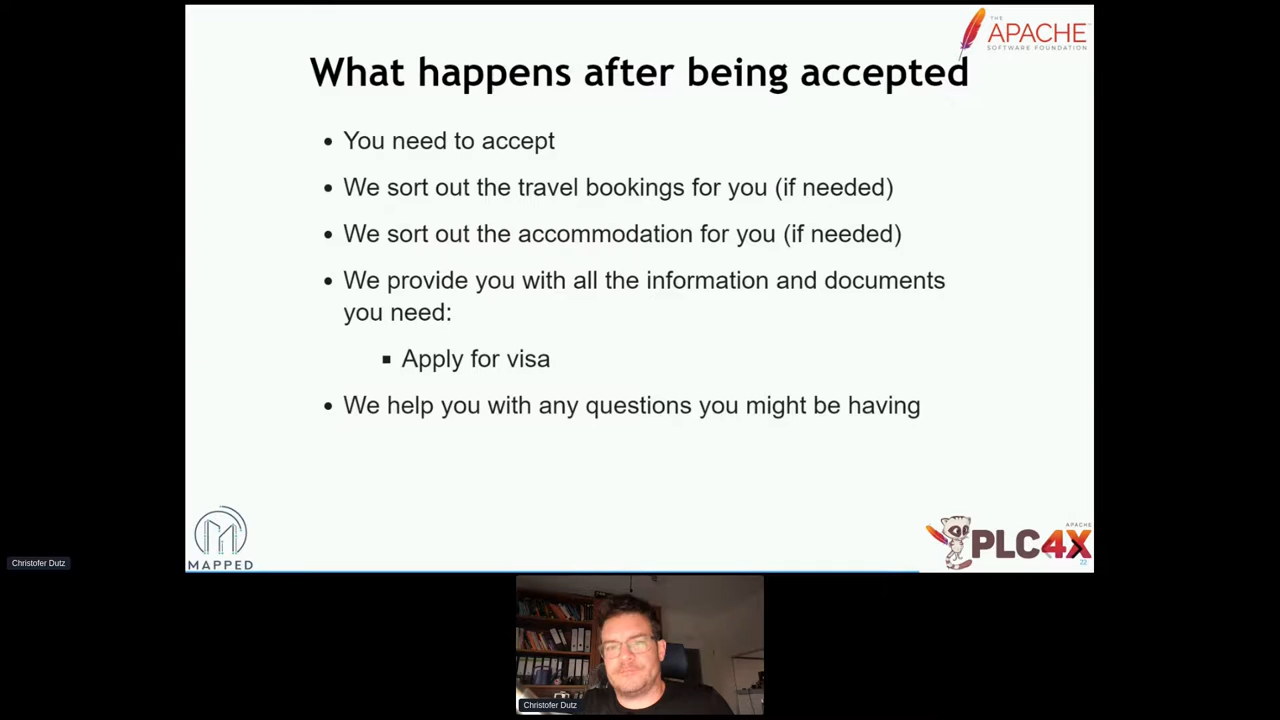 THE
APACHE
SOFTWARE FOUNDATION
What happens after being accepted
You need to accept
We sort out the travel bookings for you (if needed)
We sort out the accommodation for you (if needed)
We provide you with all the information and documents
you need:
Apply for visa
We help you with any questions you might be having
MAPPED
APACHE
PLC4X
22
Christofer Dutz
Christofer Dutz